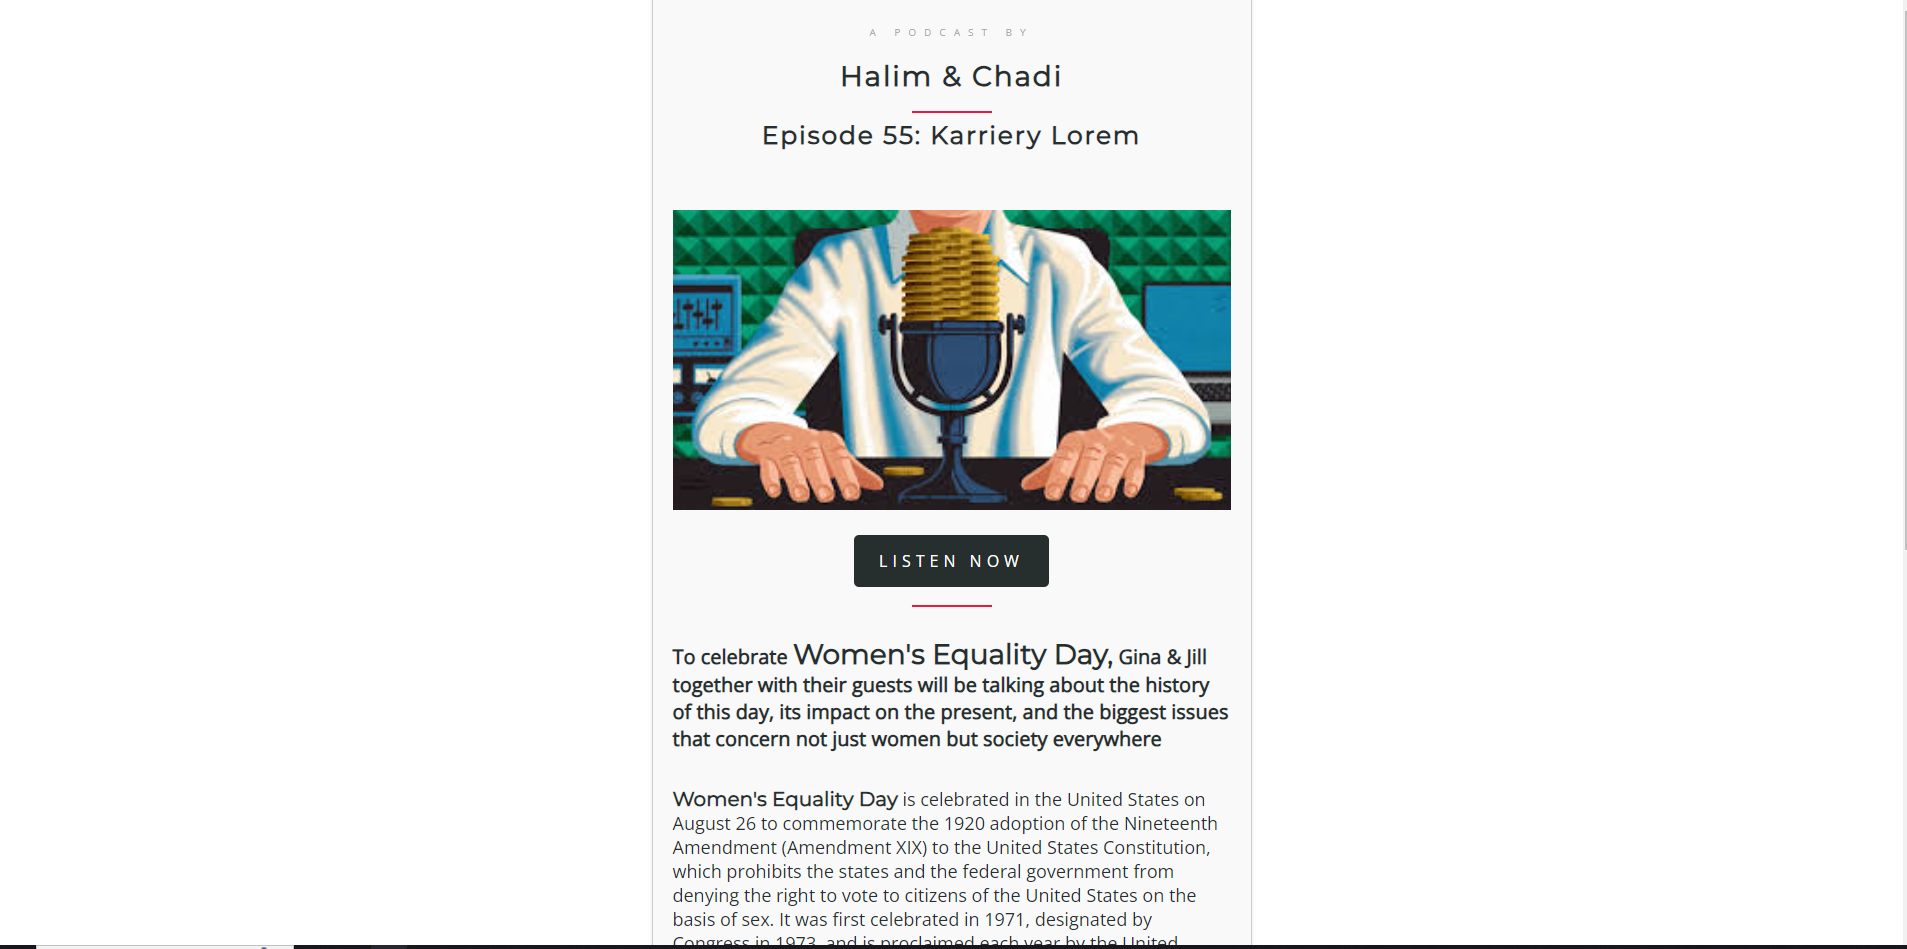 A PODCAST BY
Halim & Chadi
Episode 55: Karriery Lorem
LISTEN NOW
To celebrate Women's Equality Day, Gina & Jill
together with their guests will be talking about the history
of this day, its impact on the present, and the biggest issues
that concern not just women but society everywhere
Women's Equality Day is celebrated in the United States on
August 26 to commemorate the 1920 adoption of the Nineteenth
Amendment (Amendment XIX) to the United States Constitution,
which prohibits the states and the federal government from
denying the right to vote to citizens of the United States on the
basis of sex. It was first celebrated in 1971, designated by
Congress in 1973, and is proclaimed each year by the United